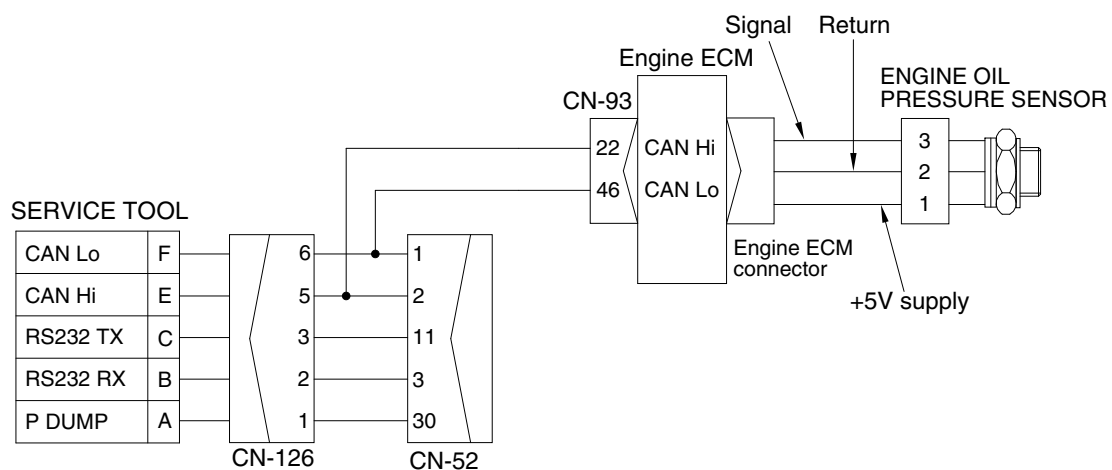 Signal Return
Engine ECM
ENGINE OIL
PRESSURE SENSOR
CN-93
22 CAN Hi 3
46 CAN Lo 2
1
Engine ECM
connector
+5V supply
SERVICE TOOL
CAN Lo F 6 1
CAN Hi E 5 2
RS232 TX C 3 11
RS232 RX B 2 3
P DUMP A 1 30
CN-126 CN-52